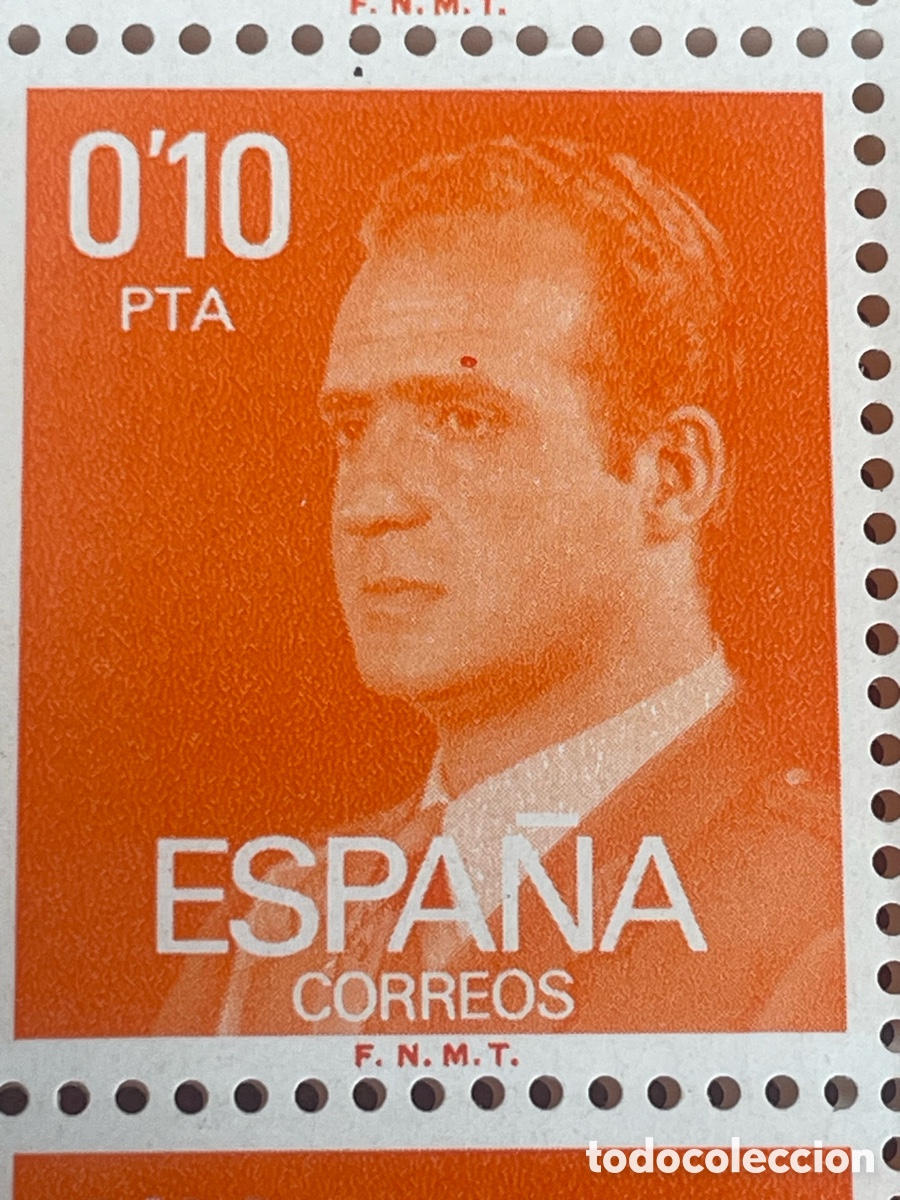 F. N. M. T.
0'10
PTA
ESPAÑA
CORREOS
F. N. M. T.
todocoleccion